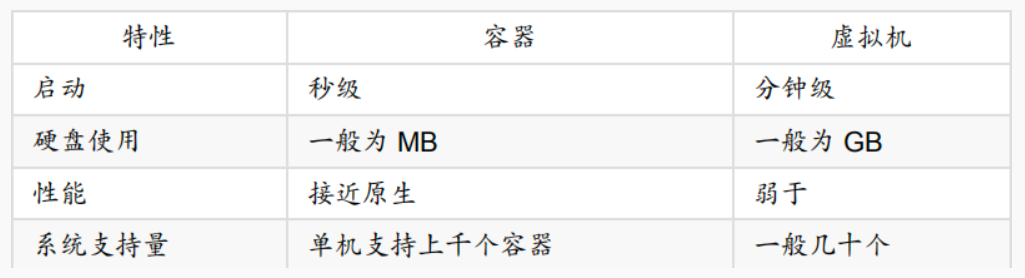 特性 容器 虚拟机
启动 秒级 分钟级
硬盘使用 一般为 MB 一般为 GB
性能 接近原生 弱于
系统支持量 单机支持上千个容器 一般几十个